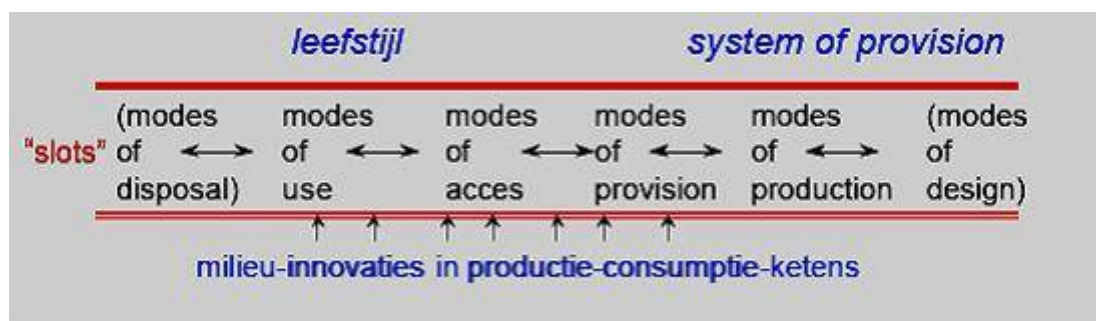 leefstijl system of provision
(modes modes modes modes modes (modes
"slots" of of of of of of
disposal) use acces provision production design)
milieu-innovaties in productie-consumptie-ketens